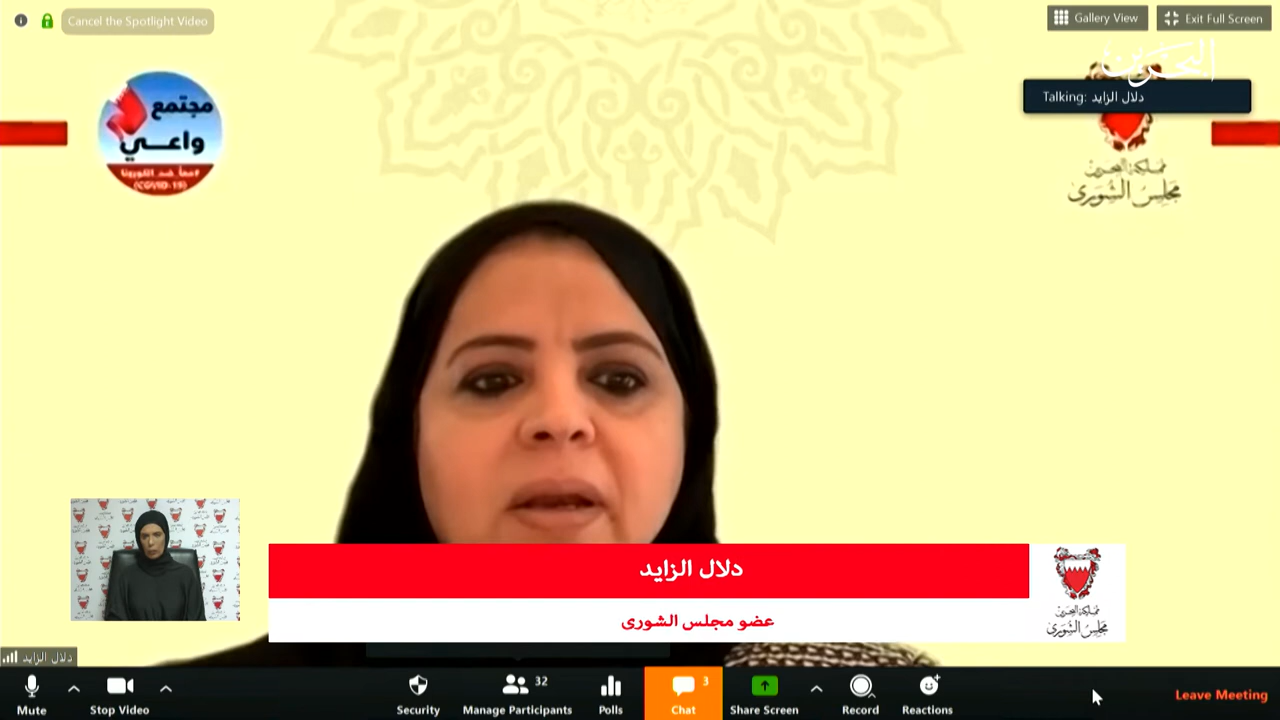 Cancel the Spotlight Video
Gallery View
Exit Full Screen
البحرين
Talking: دلال الزايد
مجتمع
واعي
#معاً ضد الكورونا
(COVID-19)
مملكة البحرين
مجلس الشورى
دلال الزايد
عضو مجلس الشورى
مملكة البحرين
مجلس الشورى
دلال الزايد
Mute
Stop Video
Security
32
Manage Participants
Polls
3
Chat
Share Screen
Record
Reactions
Leave Meeting